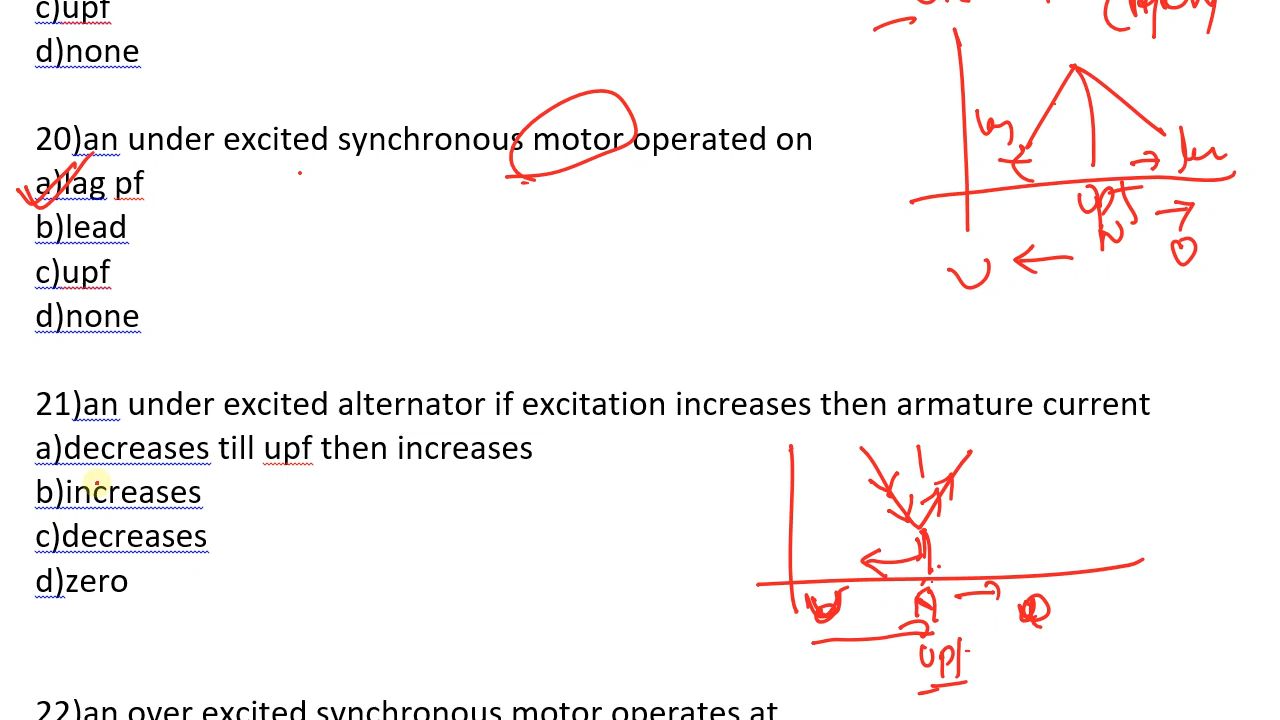 c)upf
d)none
20)an under excited synchronous motor operated on
a)lag pf
b)lead
c)upf
d)none
lag
upf
N
O
U
21)an under excited alternator if excitation increases then armature current
a)decreases till upf then increases
b)increases
c)decreases
d)zero
upf
22)an over excited synchronous motor operates at